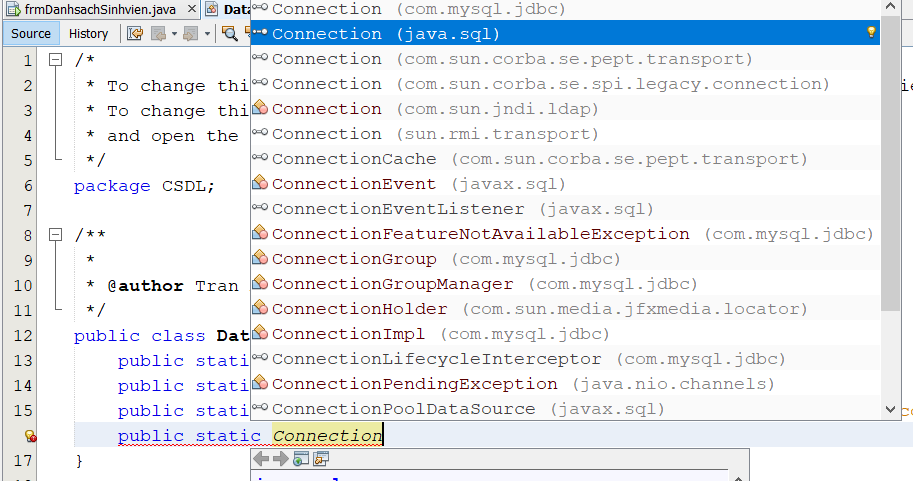 frmDanhsachSinhvien.java
Data
Source History
Connection (com.mysql.jdbc)
Connection (java.sql)
Connection (com.sun.corba.se.pept.transport)
Connection (com.sun.corba.se.spi.legacy.connection)
Connection (com.sun.jndi.ldap)
Connection (sun.rmi.transport)
ConnectionCache (com.sun.corba.se.pept.transport)
ConnectionEvent (javax.sql)
ConnectionEventListener (javax.sql)
ConnectionFeatureNotAvailableException (com.mysql.jdbc)
ConnectionGroup (com.mysql.jdbc)
ConnectionGroupManager (com.mysql.jdbc)
ConnectionHolder (com.sun.media.jfxmedia.locator)
ConnectionImpl (com.mysql.jdbc)
ConnectionLifecycleInterceptor (com.mysql.jdbc)
ConnectionPendingException (java.nio.channels)
ConnectionPoolDataSource (javax.sql)
1 /*
2 * To change thi
3 * To change thi
4 * and open the
5 */
6 package CSDL;
7
8 /**
9 *
10 * @author Tran
11 */
12 public class Dat
13 public stati
14 public stati
15 public stati
public static Connection
17 }